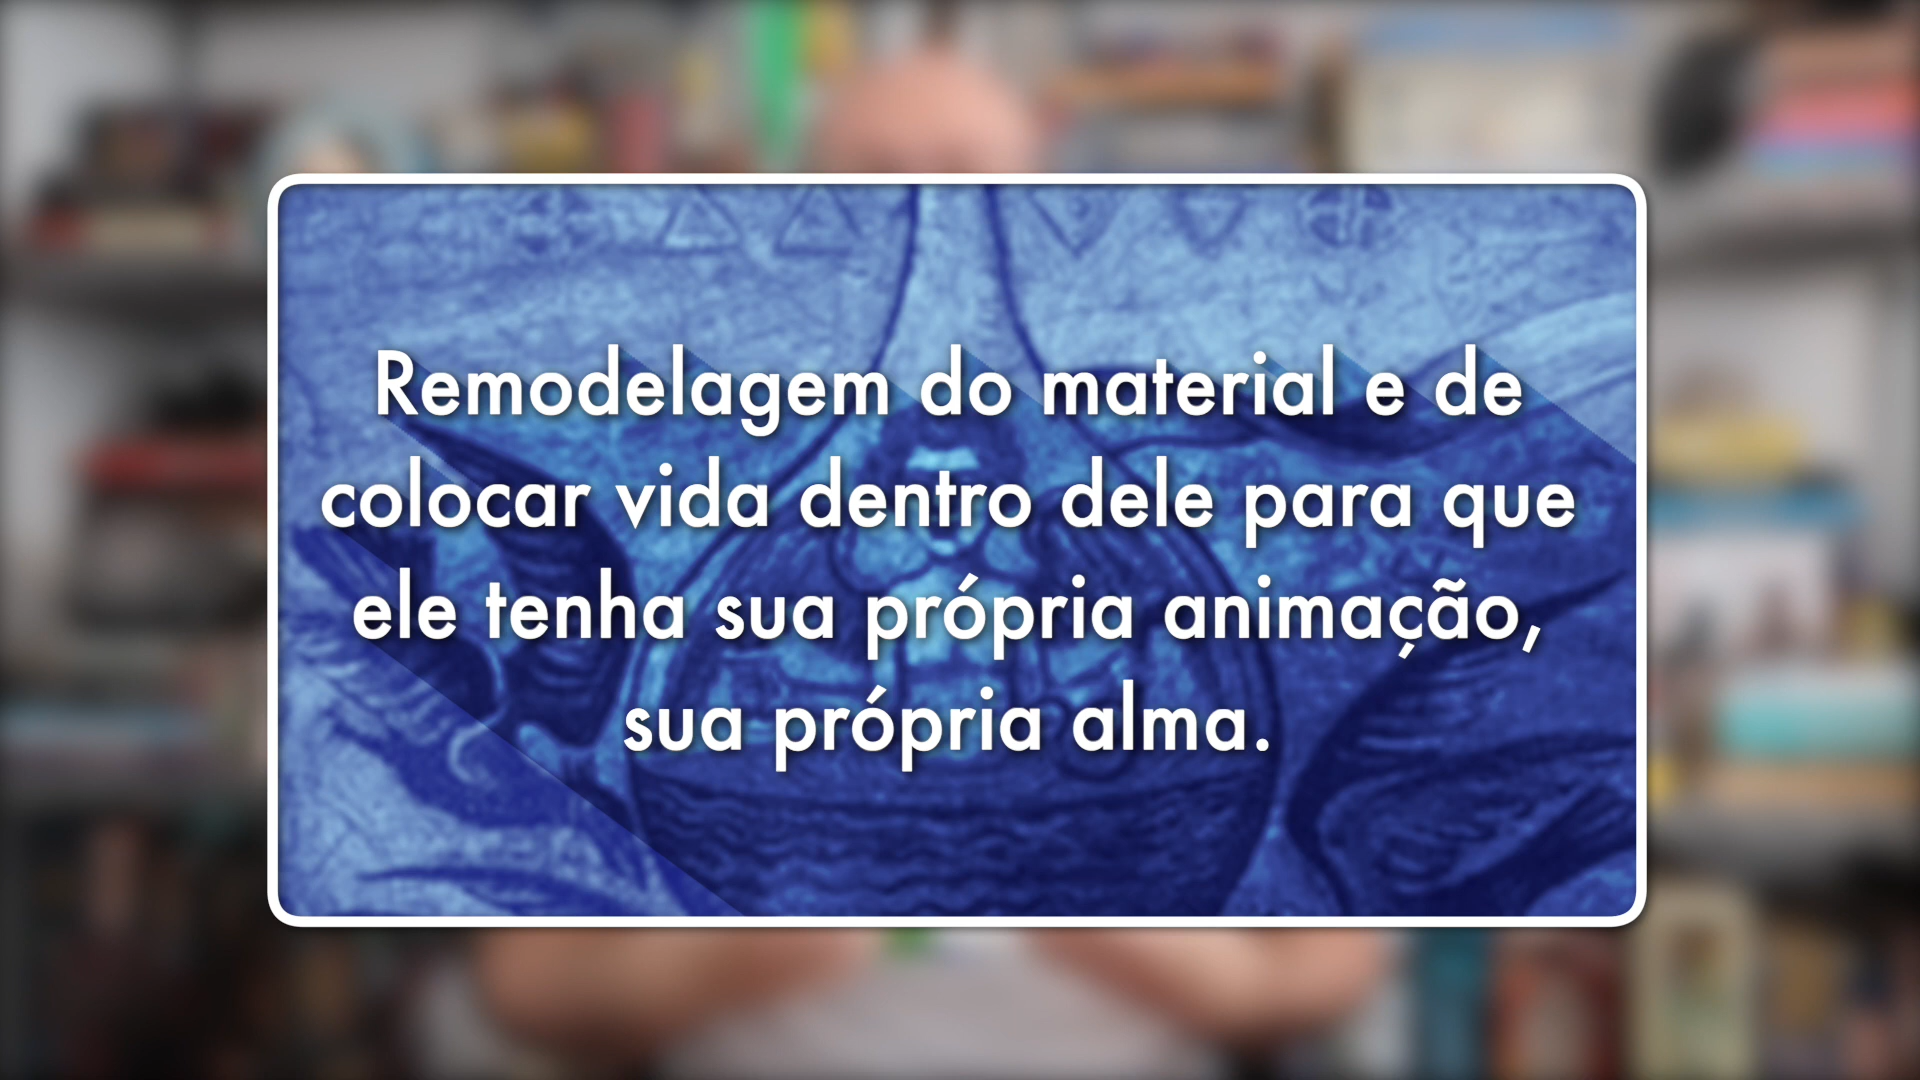 Remodelagem do material e de
colocar vida dentro dele para que
ele tenha sua própria animação,
sua própria alma.